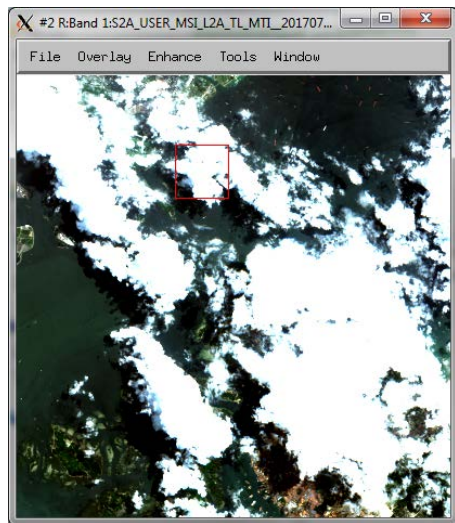 #2 R:Band 1:S2A_USER_MSI_L2A_TL_MTI__201707...
File Overlay Enhance Tools Window